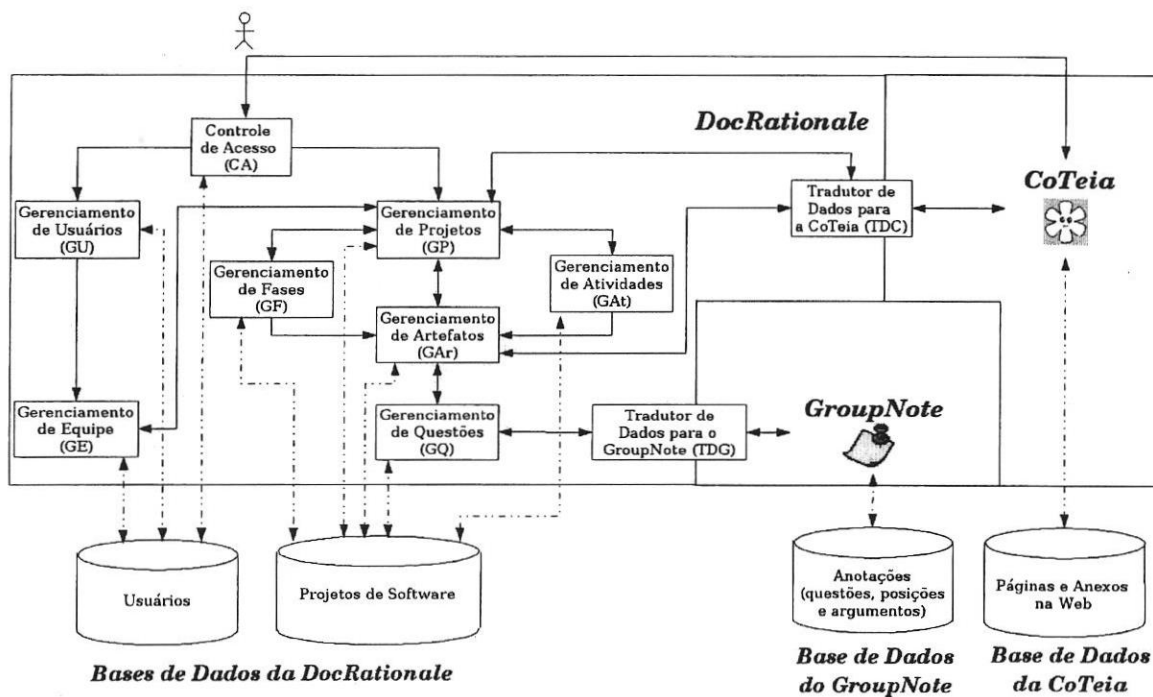 DocRationale
Controle
de Acesso
(CA)
CoTeia
Tradutor de
Dados para
a CoTeia (TDC)
Gerenciamento
de Usuários
(GU)
Gerenciamento
de Projetos
(GP)
Gerenciamento
de Fases
(GF)
Gerenciamento
de Atividades
(GAt)
Gerenciamento
de Artefatos
(GAr)
Gerenciamento
de Equipe
(GE)
Gerenciamento
de Questões
(GQ)
Tradutor de
Dados para o
GroupNote (TDG)
GroupNote
Usuários
Projetos de Software
Anotações
(questões, posições
e argumentos)
Páginas e Anexos
na Web
Bases de Dados da DocRationale
Base de Dados
do GroupNote
Base de Dados
da CoTeia